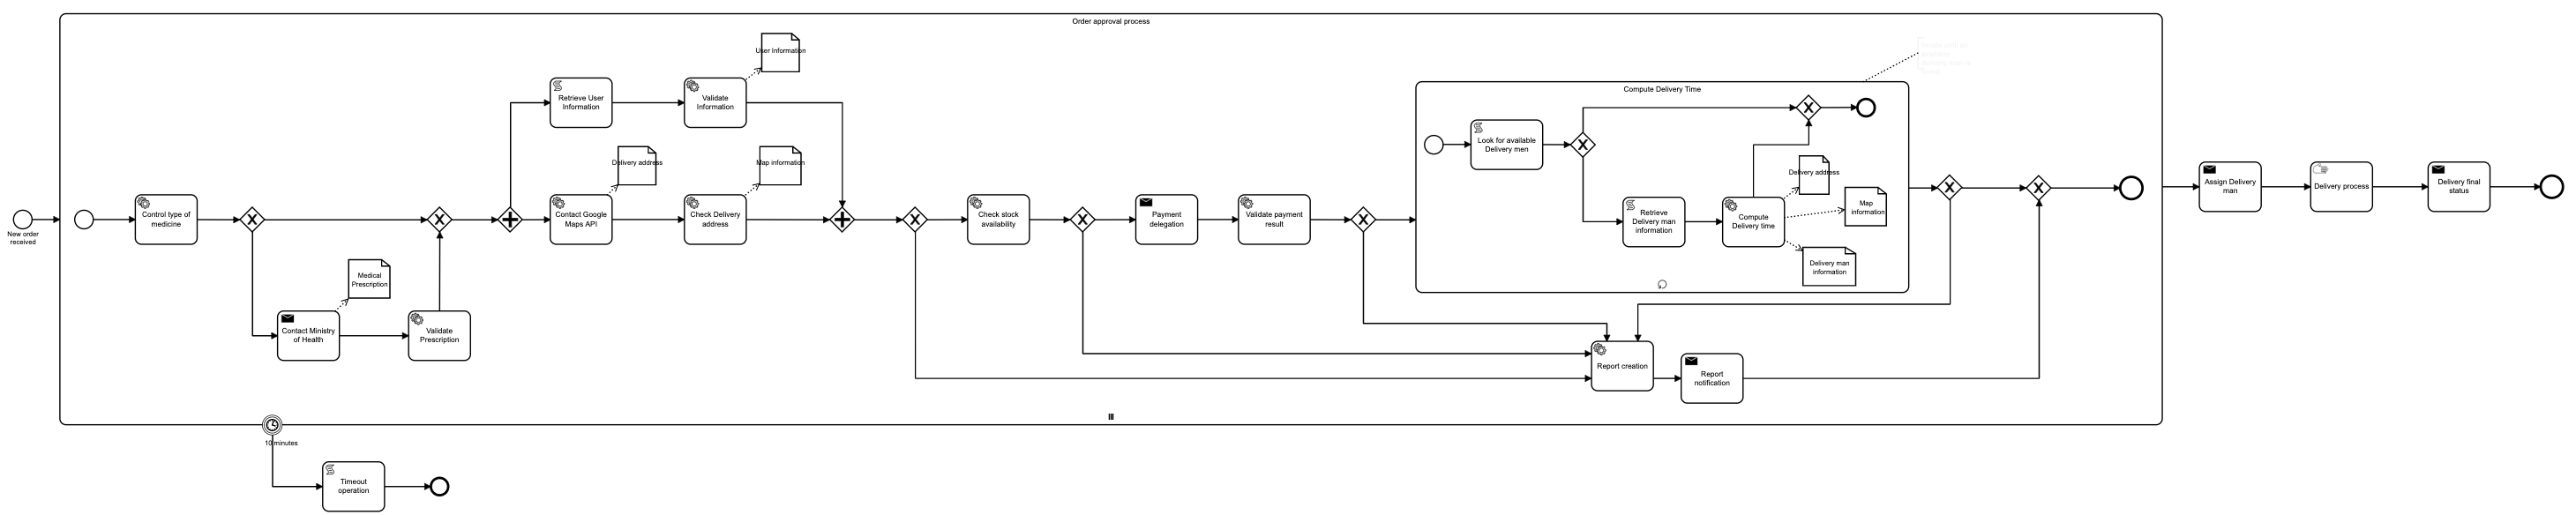 Order approval process
User Information
Retrieve User
Information
Validate
Information
Compute Delivery Time
Look for available
Delivery men
Delivery address
Map information
Delivery address
Control type of
medicine
Contact Google
Maps API
Check Delivery
address
Check stock
availability
Payment
delegation
Validate payment
result
Retrieve
Delivery man
information
Compute
Delivery time
Map
information
Delivery man
information
Assign Delivery
man
Delivery process
Delivery final
status
New order
received
Medical
Prescription
Contact Ministry
of Health
Validate
Prescription
Report creation
Report
notification
10 minutes
Timeout
operation